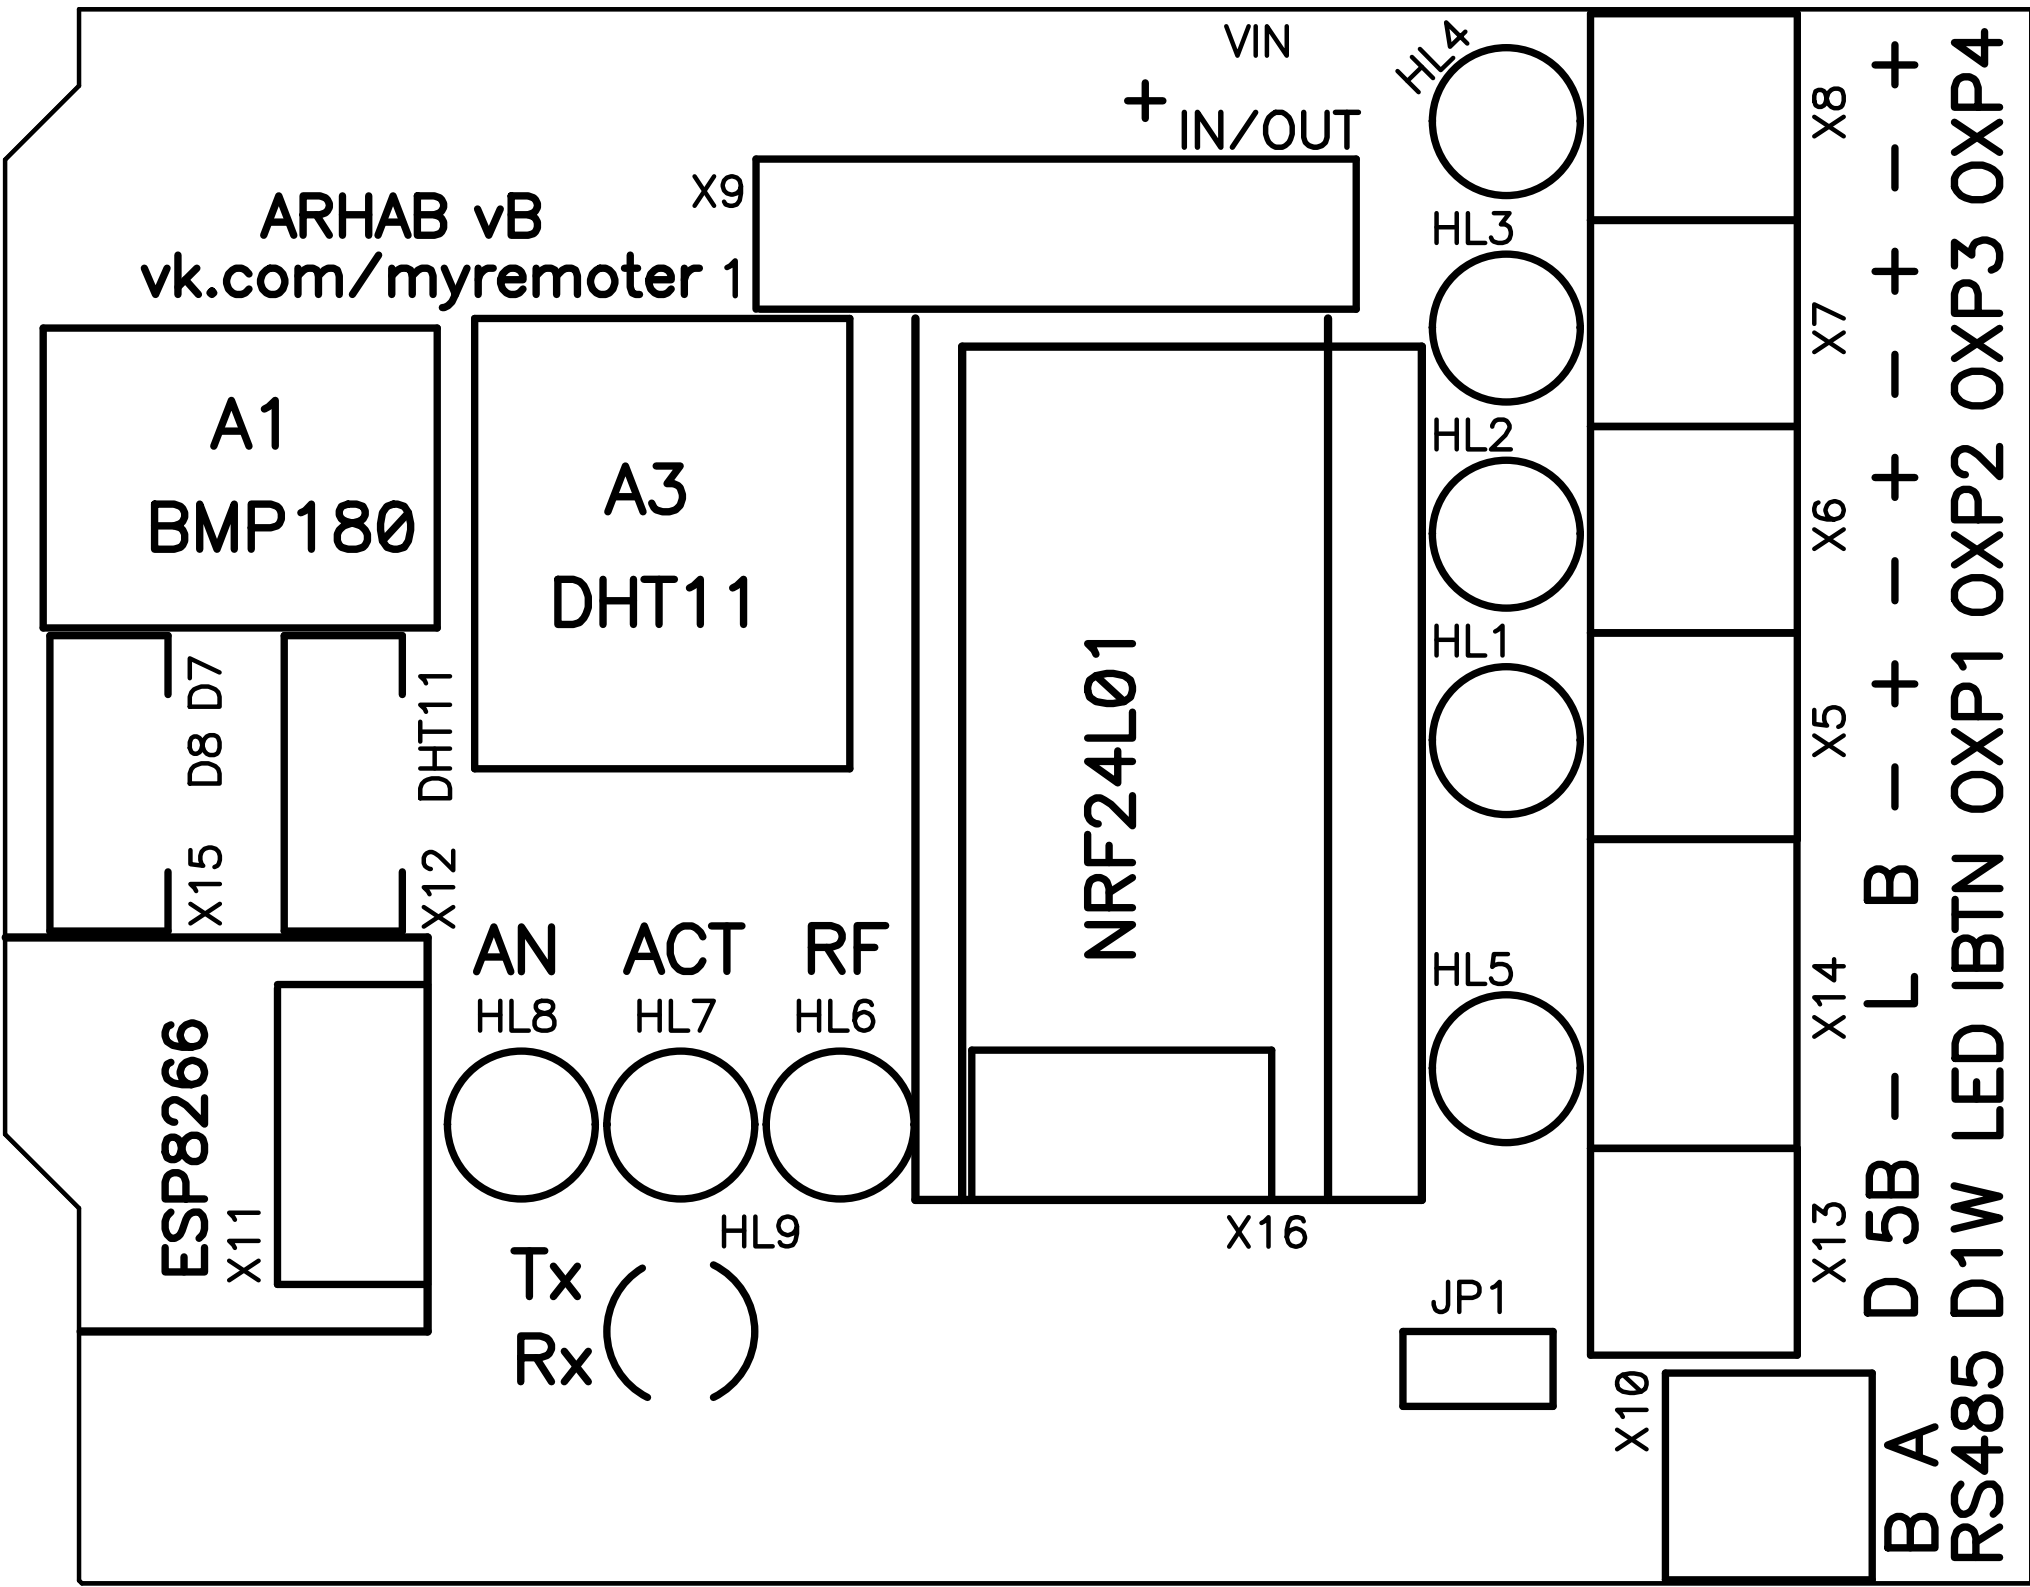 VIN
HL4
+ IN/OUT
X9
ARHAB vB
vk.com/myremoter 1
HL3
A1
BMP180
A3
DHT11
HL2
HL1
D8 D7
X15
DHT11
X12
NRF24L01
AN
ACT
RF
HL8
HL7
HL6
HL5
ESP8266
X11
HL9
Tx
Rx
X16
JP1
X10
X13
X14
X5
X6
X7
X8
B A
D 5B - L B - + - + - + - +
RS485 D1W LED IBTN OXP1 OXP2 OXP3 OXP4